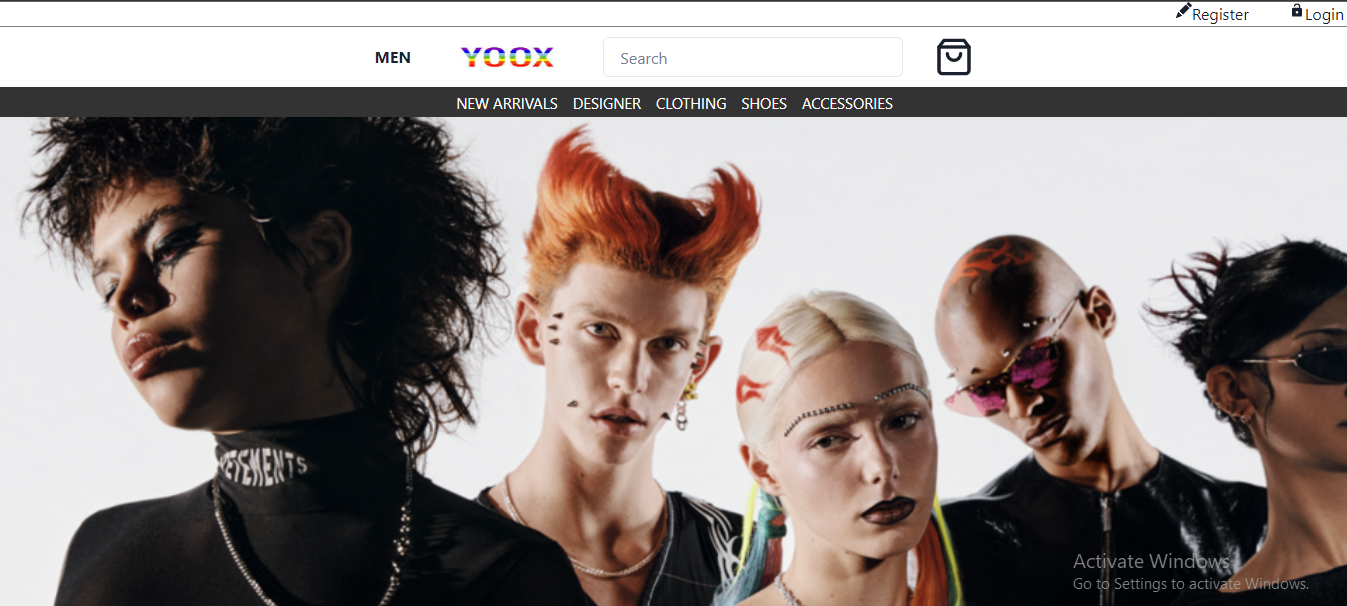 Register Login
MEN YOOX Search
NEW ARRIVALS DESIGNER CLOTHING SHOES ACCESSORIES
VETEMENTS
Activate Windows
Go to Settings to activate Windows.